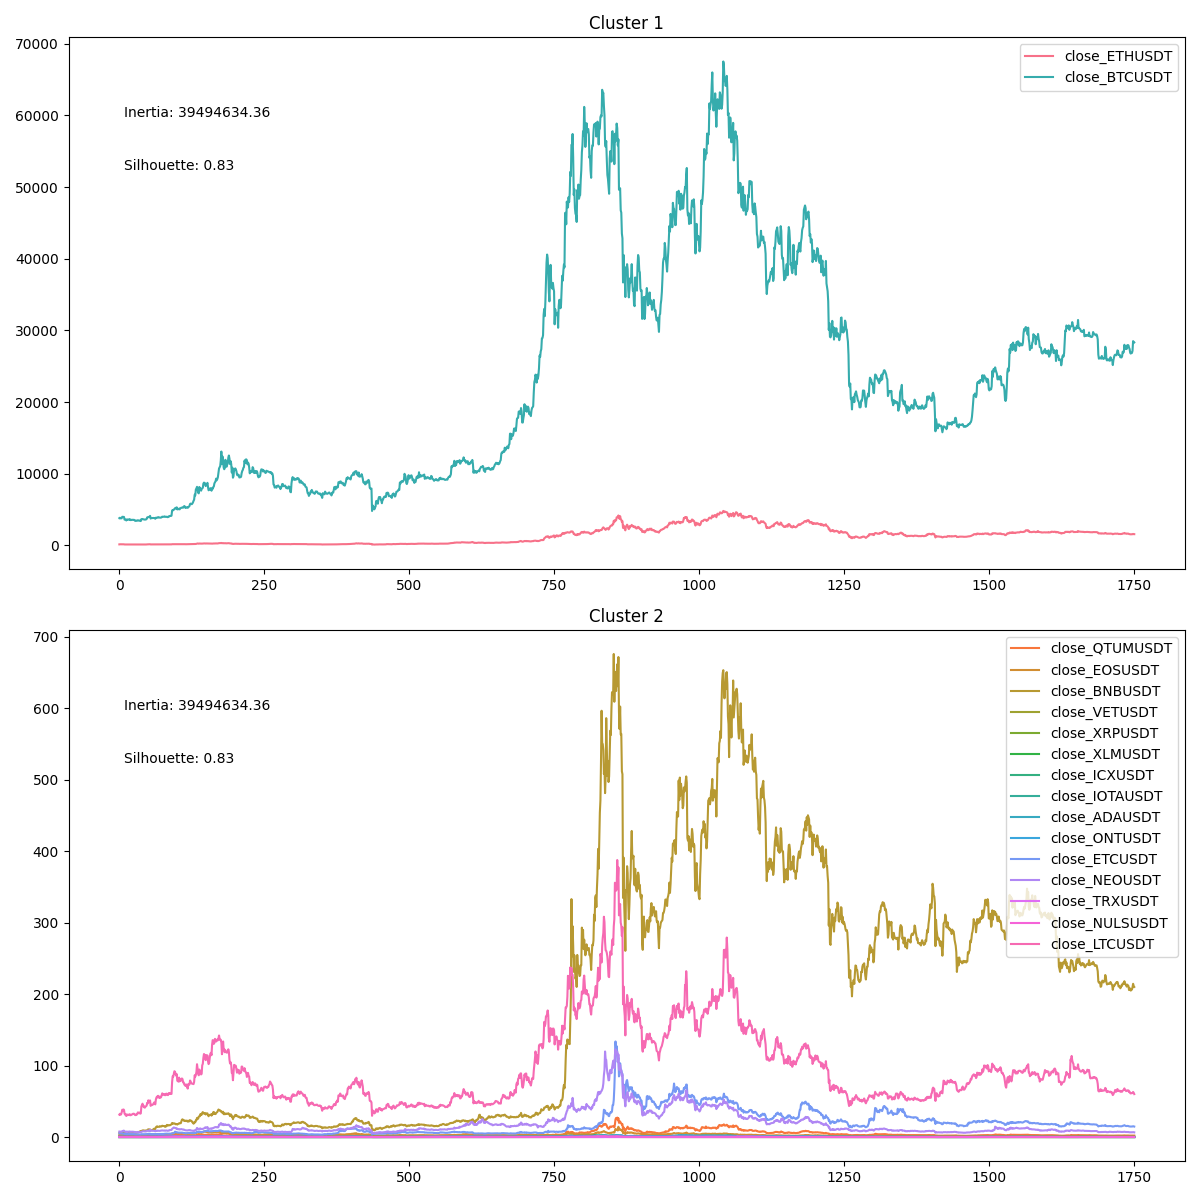 Cluster 1
70000
60000
50000
40000
30000
20000
10000
0
Inertia: 39494634.36
Silhouette: 0.83
close_ETHUSDT
close_BTCUSDT
0 250 500 750 1000 1250 1500 1750
Cluster 2
700
600
500
400
300
200
100
0
Inertia: 39494634.36
Silhouette: 0.83
close_QTUMUSDT
close_EOSUSDT
close_BNBUSDT
close_VETUSDT
close_XRPUSDT
close_XLMUSDT
close_ICXUSDT
close_IOTAUSDT
close_ADAUSDT
close_ONTUSDT
close_ETCUSDT
close_NEOUSDT
close_TRXUSDT
close_NULSUSDT
close_LTCUSDT
0 250 500 750 1000 1250 1500 1750